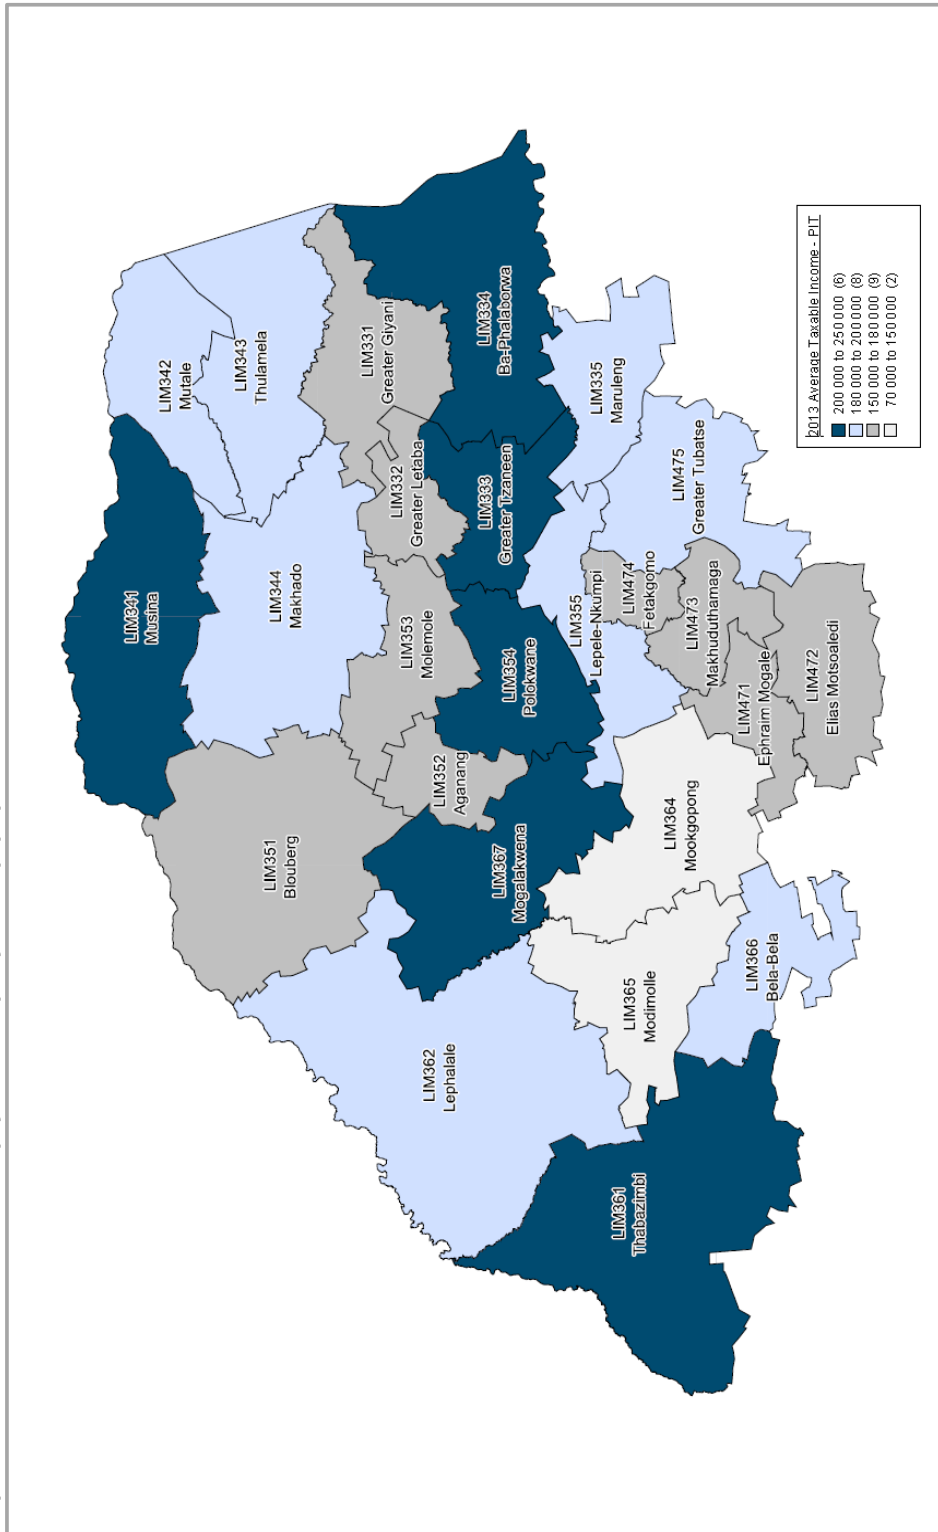 LIM342
Mutale
LIM343
Thulamela
LIM341
Musina
LIM331
Greater Giyani
LIM334
Ba-Phalaborwa
LIM332
Greater Letaba
LIM333
Greater Tzaneen
LIM335
Maruleng
LIM344
Makhado
LIM353
Molemole
LIM354
Polokwane
LIM355
Lepele-Nkumpi
LIM474
Fetakgomo
LIM475
Greater Tubatse
LIM473
Makhuduthamaga
LIM471
Ephraim Mogale
LIM472
Elias Motsoaledi
LIM352
Aganang
LIM351
Blouberg
LIM367
Mogalakwena
LIM364
Mookgopong
LIM365
Modimolle
LIM366
Bela-Bela
LIM362
Lephalale
LIM361
Thabazimbi
2013 Average Taxable Income - PIT
200 000 to 250 000 (6)
180 000 to 200 000 (8)
150 000 to 180 000 (9)
70 000 to 150 000 (2)